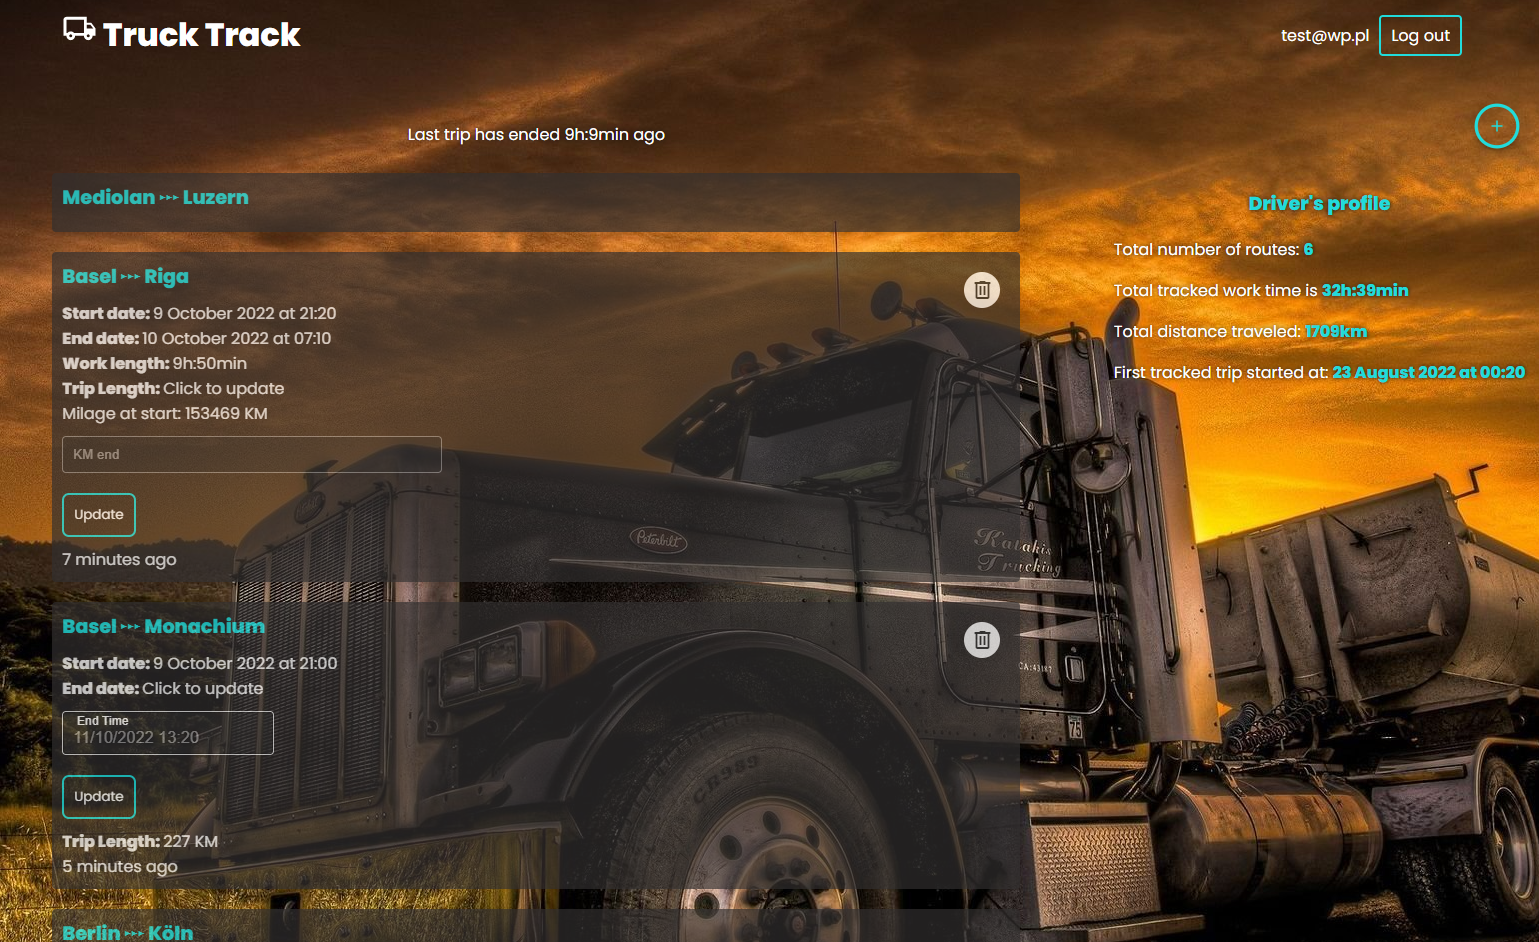 Truck Track
test@wp.pl
Log out
Last trip has ended 9h:9min ago
+
Mediolan ➳ Luzern
Basel ➳ Riga
Start date: 9 October 2022 at 21:20
End date: 10 October 2022 at 07:10
Work length: 9h:50min
Trip Length: Click to update
Milage at start: 153469 KM
KM end
Update
7 minutes ago
Basel ➳ Monachium
Start date: 9 October 2022 at 21:00
End date: Click to update
End Time
11/10/2022 13:20
Update
Trip Length: 227 KM
5 minutes ago
Berlin ➳ Köln
Driver's profile
Total number of routes: 6
Total tracked work time is 32h:39min
Total distance traveled: 1709km
First tracked trip started at: 23 August 2022 at 00:20
Peterbilt
Katakis
Trucking
75